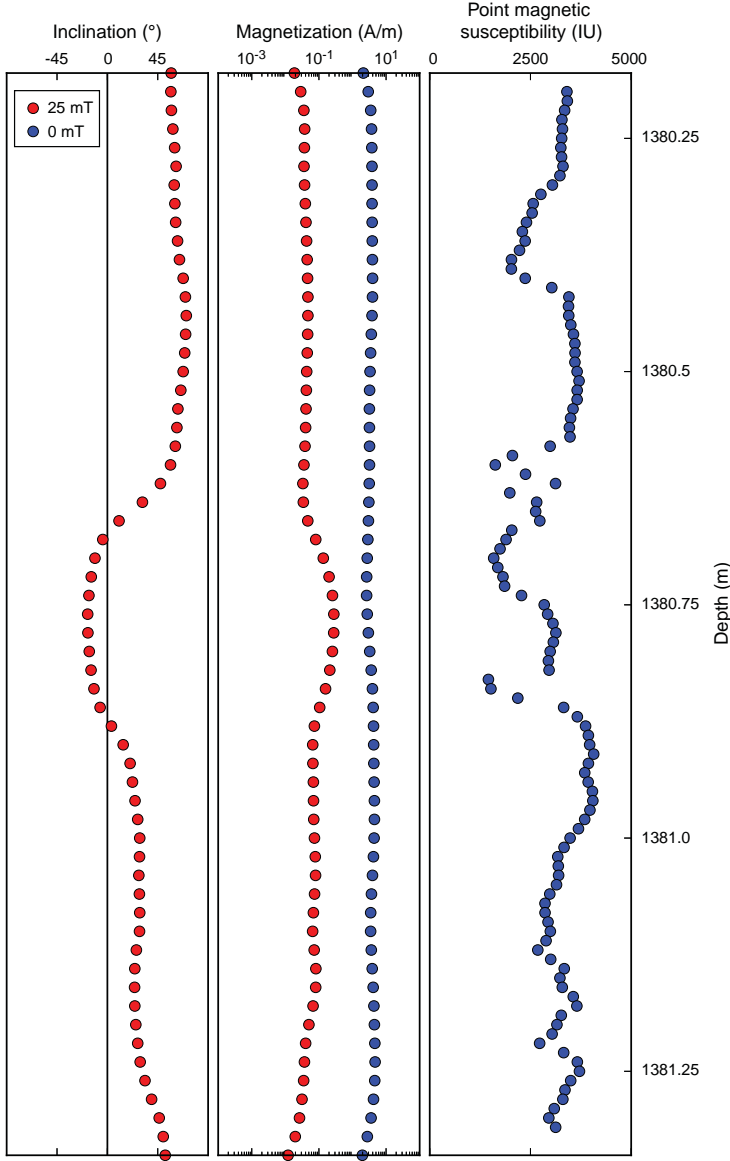 Inclination (°)
-45 0 45
25 mT
0 mT
Magnetization (A/m)
10-3 10-1 101
Point magnetic
susceptibility (IU)
0 2500 5000
1380.25
1380.5
1380.75
1381.0
1381.25
Depth (m)